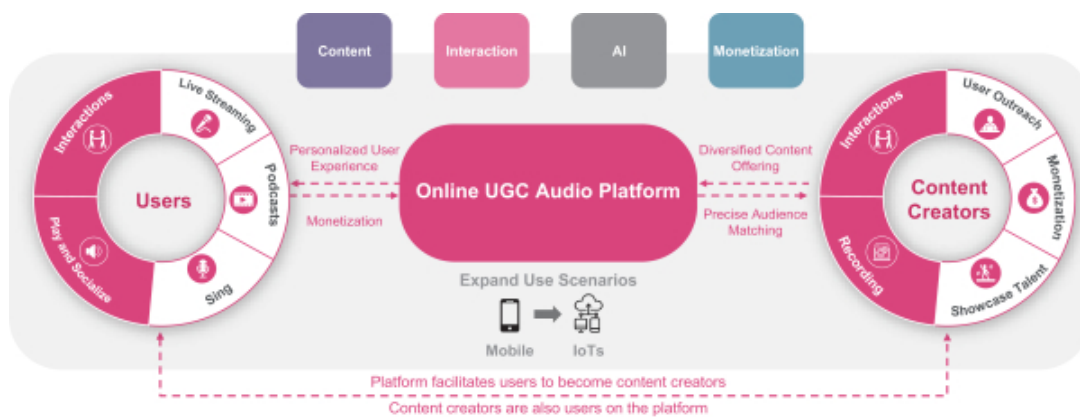 Content
Interaction
AI
Monetization
Interactions
Live Streaming
Podcasts
Sing
Play and Socialize
Users
Personalized User
Experience
Monetization
Online UGC Audio Platform
Diversified Content
Offering
Precise Audience
Matching
Interactions
User Outreach
Monetization
Showcase Talent
Recording
Content
Creators
Expand Use Scenarios
Mobile
IoTs
Platform facilitates users to become content creators
Content creators are also users on the platform